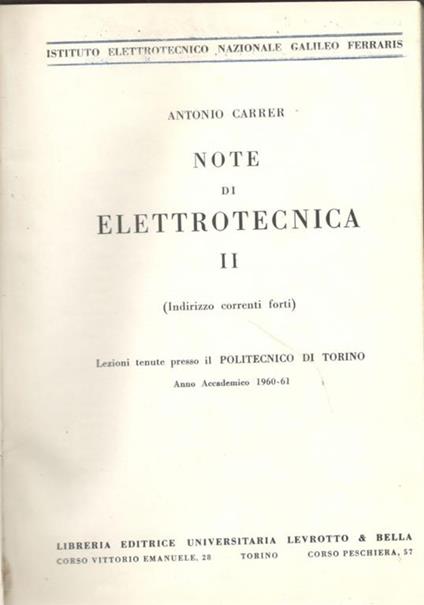 ISTITUTO ELETTROTECNICO NAZIONALE GALILEO FERRARIS
ANTONIO CARRER
NOTE
DI
ELETTROTECNICA
II
(Indirizzo correnti forti)
Lezioni tenute presso il POLITECNICO DI TORINO
Anno Accademico 1960-61
LIBRERIA EDITRICE UNIVERSITARIA LEVROTTO & BELLA
CORSO VITTORIO EMANUELE, 28 TORINO CORSO PESCHIERA, 57